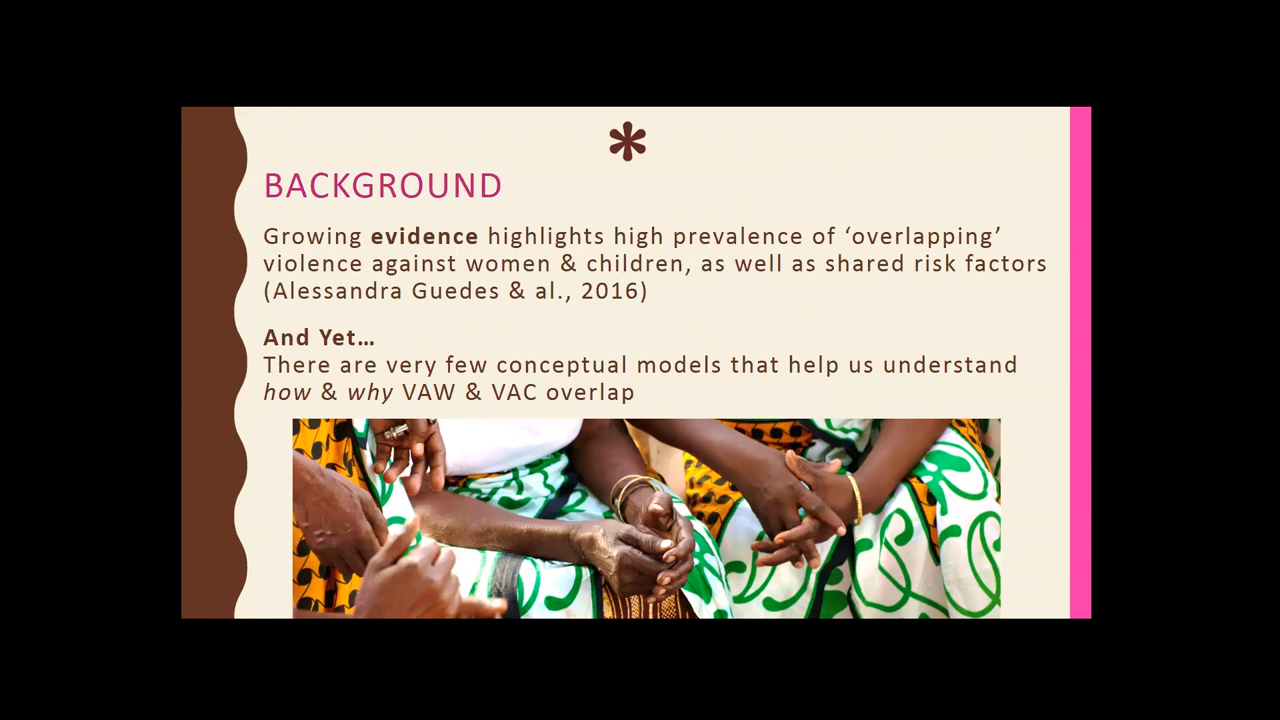 *
BACKGROUND
Growing evidence highlights high prevalence of ‘overlapping’
violence against women & children, as well as shared risk factors
(Alessandra Guedes & al., 2016)
And Yet…
There are very few conceptual models that help us understand
how & why VAW & VAC overlap